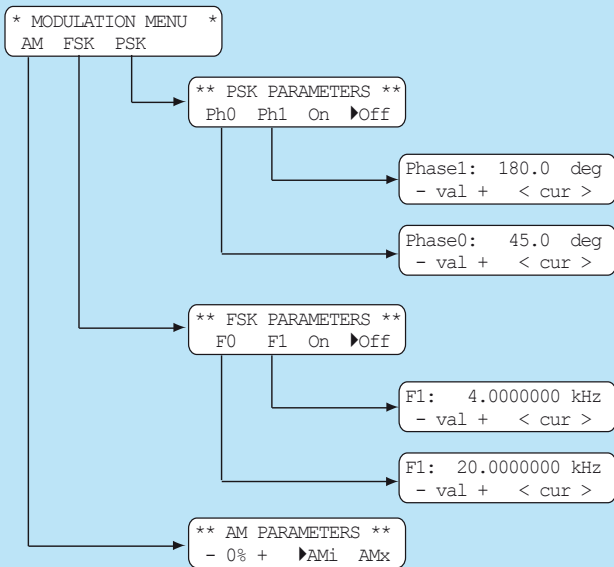 * MODULATION MENU *
AM FSK PSK
** PSK PARAMETERS **
Ph0 Ph1 On ▶Off
Phase1: 180.0 deg
- val + < cur >
Phase0: 45.0 deg
- val + < cur >
** FSK PARAMETERS **
F0 F1 On ▶Off
F1: 4.0000000 kHz
- val + < cur >
F1: 20.0000000 kHz
- val + < cur >
** AM PARAMETERS **
- 0% + ▶AMi AMx